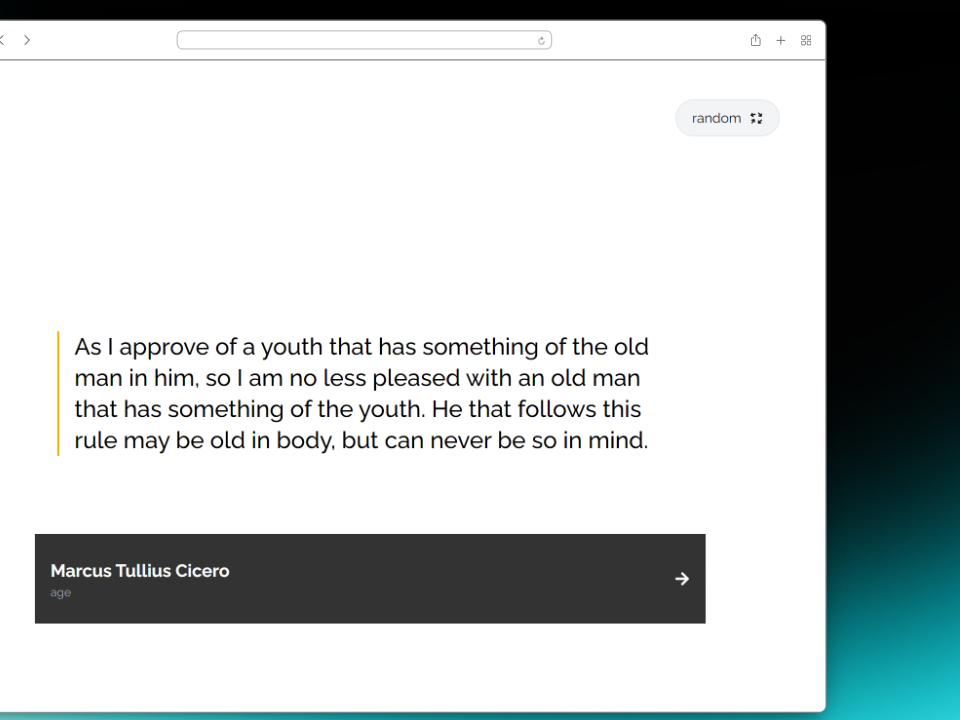 random
As I approve of a youth that has something of the old
man in him, so I am no less pleased with an old man
that has something of the youth. He that follows this
rule may be old in body, but can never be so in mind.
Marcus Tullius Cicero
age